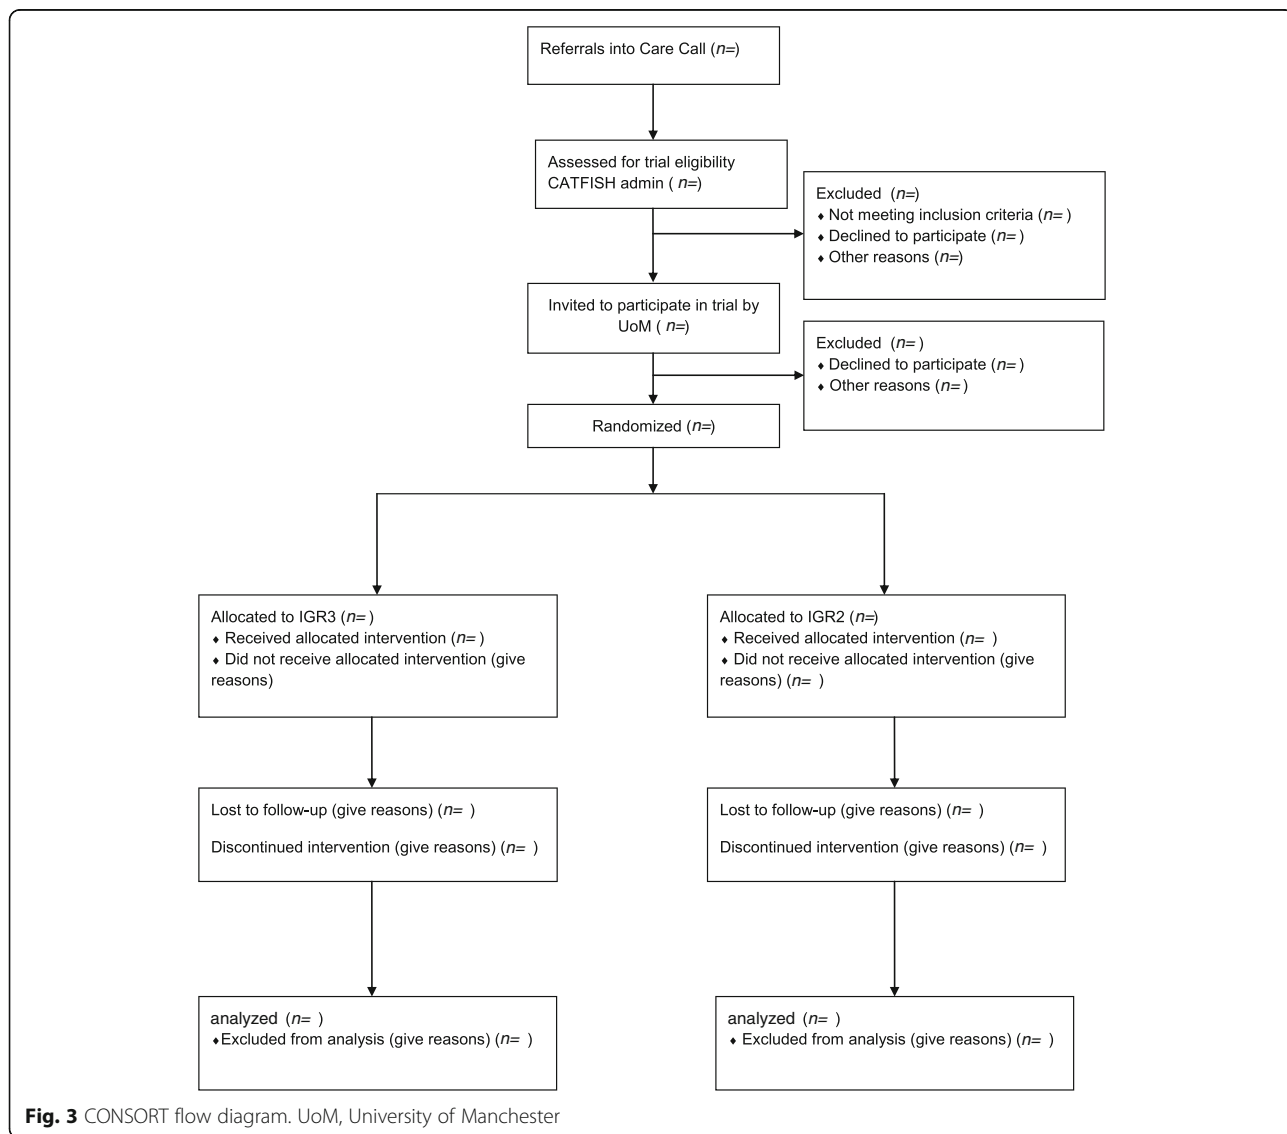 Referrals into Care Call (n=)
Assessed for trial eligibility
CATFISH admin ( n=)
Excluded (n=)
♦ Not meeting inclusion criteria (n= )
♦ Declined to participate (n= )
♦ Other reasons (n=)
Invited to participate in trial by
UoM ( n=)
Excluded (n= )
♦ Declined to participate (n= )
♦ Other reasons (n= )
Randomized (n=)
Allocated to IGR3 (n= )
♦ Received allocated intervention (n= )
♦ Did not receive allocated intervention (give
reasons)
Allocated to IGR2 (n=)
♦ Received allocated intervention (n= )
♦ Did not receive allocated intervention (give
reasons) (n= )
Lost to follow-up (give reasons) (n= )
Discontinued intervention (give reasons) (n= )
Lost to follow-up (give reasons) (n= )
Discontinued intervention (give reasons) (n= )
analyzed (n= )
♦Excluded from analysis (give reasons) (n= )
analyzed (n= )
♦ Excluded from analysis (give reasons) (n= )
Fig. 3 CONSORT flow diagram. UoM, University of Manchester